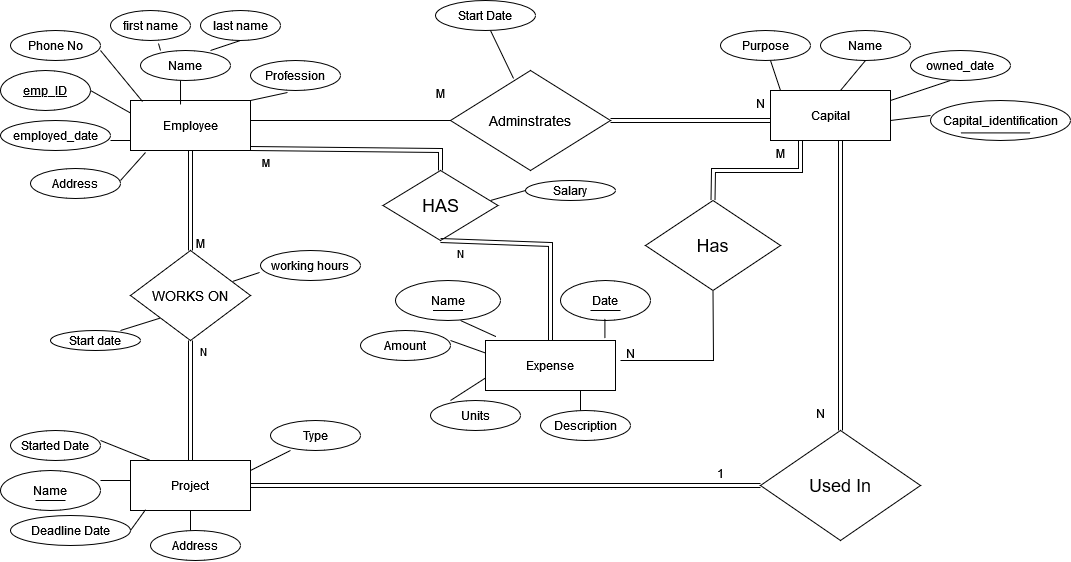 first name
last name
Start Date
Phone No
Name
Purpose
Name
Profession
owned_date
emp_ID
M
N
Employee
Adminstrates
Capital
Capital_identification
employed_date
M
M
Address
HAS
Salary
M
Has
N
working hours
WORKS ON
Name
Date
Start date
N
Amount
N
Expense
Units
Description
N
Started Date
Type
1
Name
Project
Used In
Deadline Date
Address